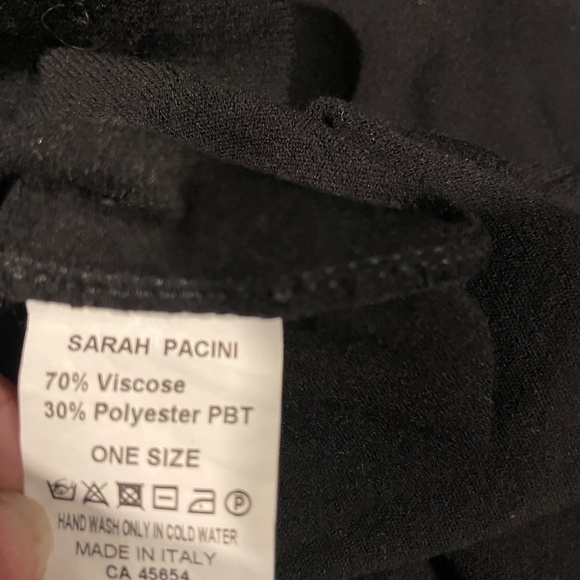 SARAH PACINI
70% Viscose
30% Polyester PBT
ONE SIZE
P
HAND WASH ONLY IN COLD WATER
MADE IN ITALY
CA 45654